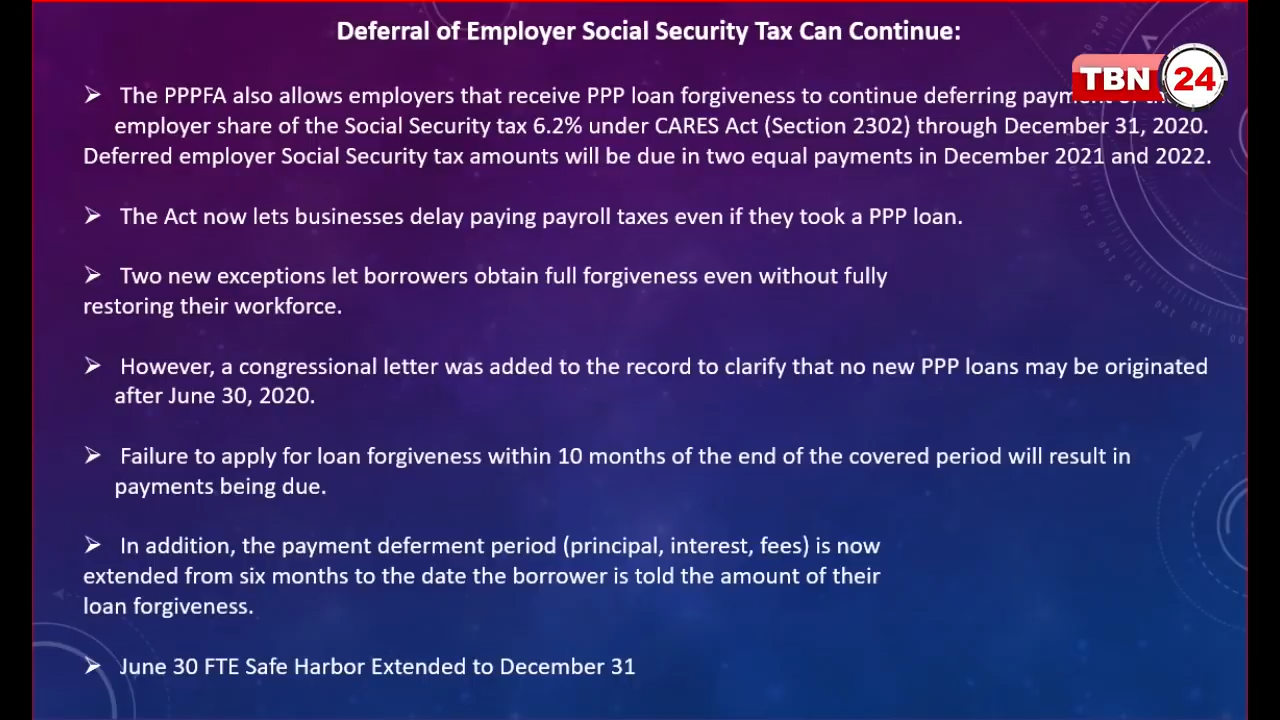 Deferral of Employer Social Security Tax Can Continue:
TBN 24
➢ The PPPFA also allows employers that receive PPP loan forgiveness to continue deferring
employer share of the Social Security tax 6.2% under CARES Act (Section 2302) through December 31, 2020.
Deferred employer Social Security tax amounts will be due in two equal payments in December 2021 and 2022.
➢ The Act now lets businesses delay paying payroll taxes even if they took a PPP loan.
➢ Two new exceptions let borrowers obtain full forgiveness even without fully
restoring their workforce.
➢ However, a congressional letter was added to the record to clarify that no new PPP loans may be originated
after June 30, 2020.
➢ Failure to apply for loan forgiveness within 10 months of the end of the covered period will result in
payments being due.
➢ In addition, the payment deferment period (principal, interest, fees) is now
extended from six months to the date the borrower is told the amount of their
loan forgiveness.
➢ June 30 FTE Safe Harbor Extended to December 31